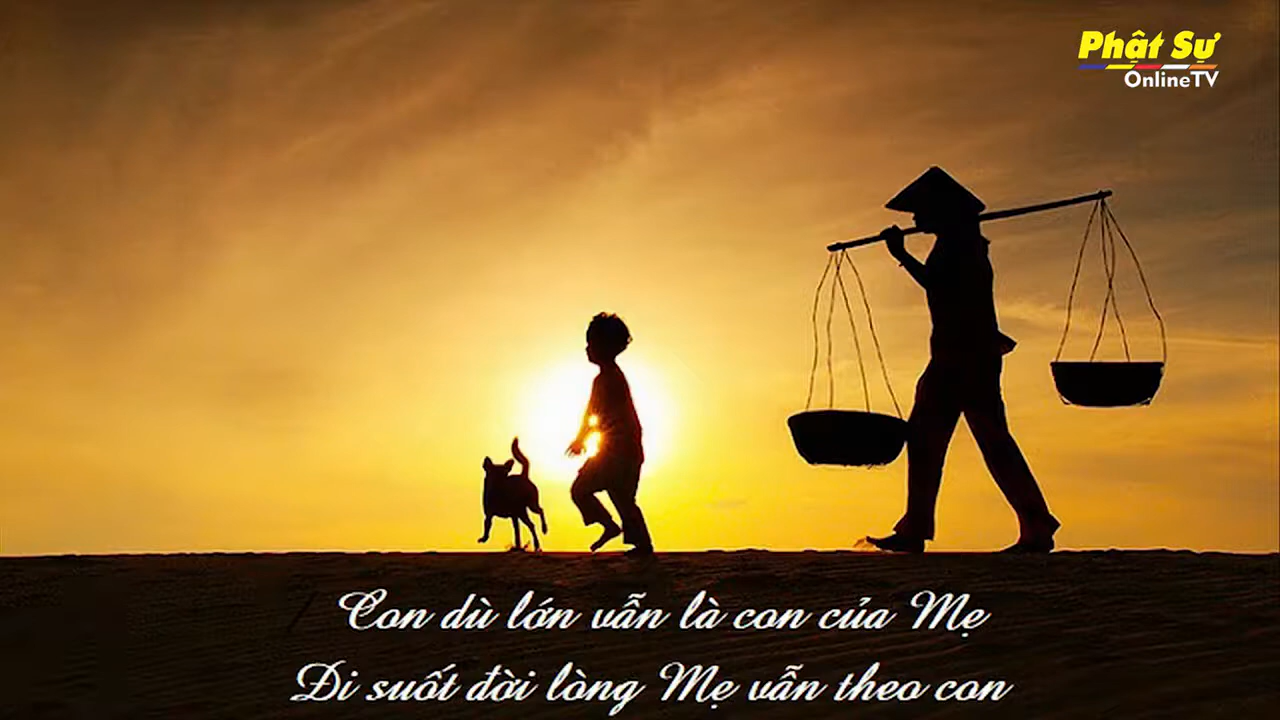 Phật Sự
OnlineTV
Con dù lớn vẫn là con của Mẹ
Đi suốt đời lòng Mẹ vẫn theo con